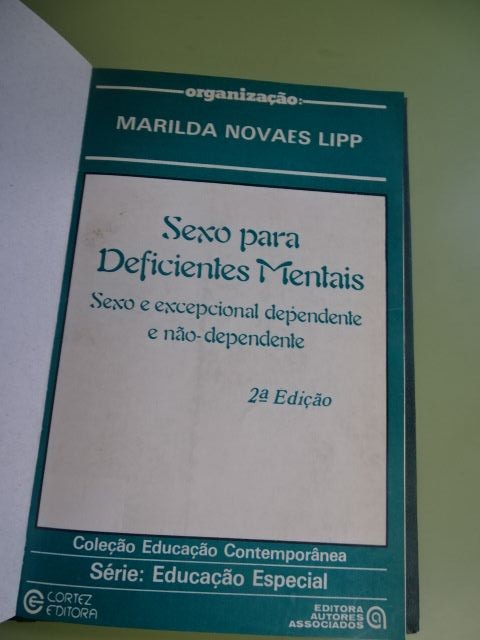 organização:
MARILDA NOVAES LIPP
Sexo para
Deficientes Mentais
Sexo e excepcional dependente
e não-dependente
2ª Edição
Coleção Educação Contemporânea
Série: Educação Especial
CORTEZ
EDITORA
EDITORA
AUTORES
ASSOCIADOS